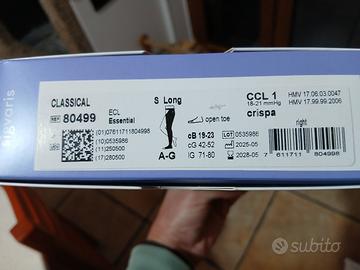 sigvaris
CLASSICAL
REF 80499
ECL
Essential
(01)07611711804998
(10)0535986
(11)250500
(17)280500
S Long
A-G
open toe
cB 19-23
cG 42-52
lG 71-80
CCL 1
18-21 mmHg
crispa
LOT 0535986
2025-05
2028-05
HMV 17.06.03.0047
HMV 17.99.99.2006
right
7 611711 804998
subito